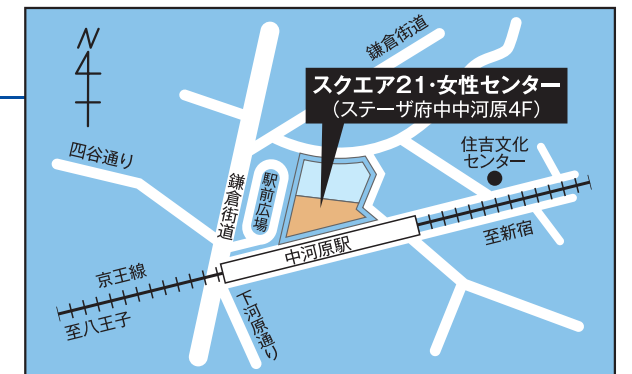 N
鎌倉街道
スクエア21・女性センター
(ステーザ府中中河原4F)
四谷通り
住吉文化
センター
鎌倉街道
駅前広場
中河原駅
至新宿
京王線
至八王子
下河原通り